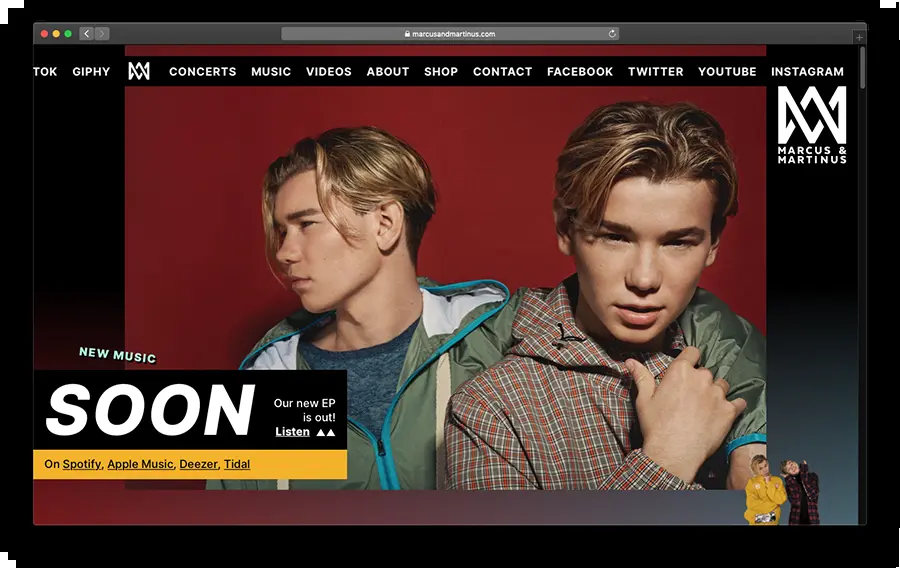 marcusandmartinus.com
TOK GIPHY CONCERTS MUSIC VIDEOS ABOUT SHOP CONTACT FACEBOOK TWITTER YOUTUBE INSTAGRAM
MARCUS &
MARTINUS
NEW MUSIC
SOON
Our new EP
is out!
Listen ▲▲
On Spotify, Apple Music, Deezer, Tidal